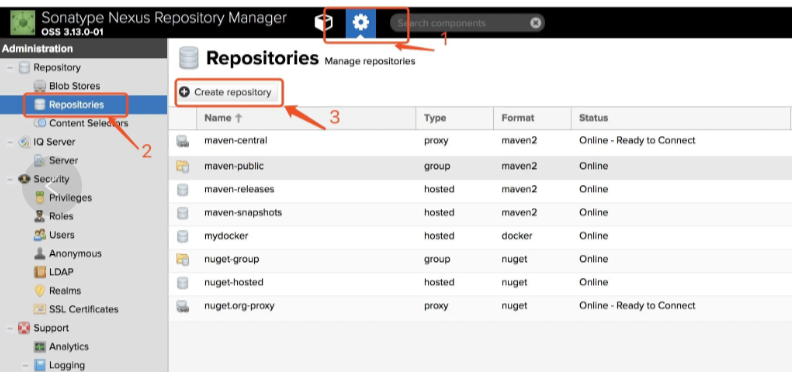 Sonatype Nexus Repository Manager
OSS 3.13.0-01
Search components
1
Administration
Repository
Blob Stores
Repositories
Content Selectors
2
IQ Server
Server
Security
Privileges
Roles
Users
Anonymous
LDAP
Realms
SSL Certificates
Support
Analytics
Logging
Repositories Manage repositories
Create repository
3
Name Type Format Status
maven-central proxy maven2 Online - Ready to Connect
maven-public group maven2 Online
maven-releases hosted maven2 Online
maven-snapshots hosted maven2 Online
mydocker hosted docker Online
nuget-group group nuget Online
nuget-hosted hosted nuget Online
nuget.org-proxy proxy nuget Online - Ready to Connect